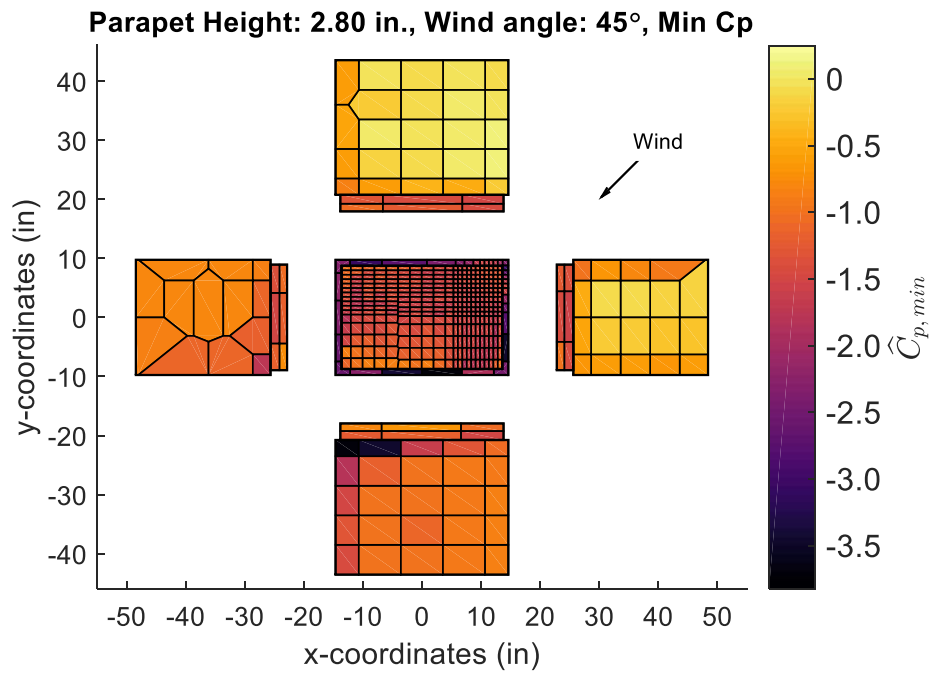 Parapet Height: 2.80 in., Wind angle: 45°, Min Cp
Wind
y-coordinates (in)
40
30
20
10
0
-10
-20
-30
-40
-50 -40 -30 -20 -10 0 10 20 30 40 50
x-coordinates (in)
0
-0.5
-1.0
-1.5
-2.0
-2.5
-3.0
-3.5
Ĉp,min